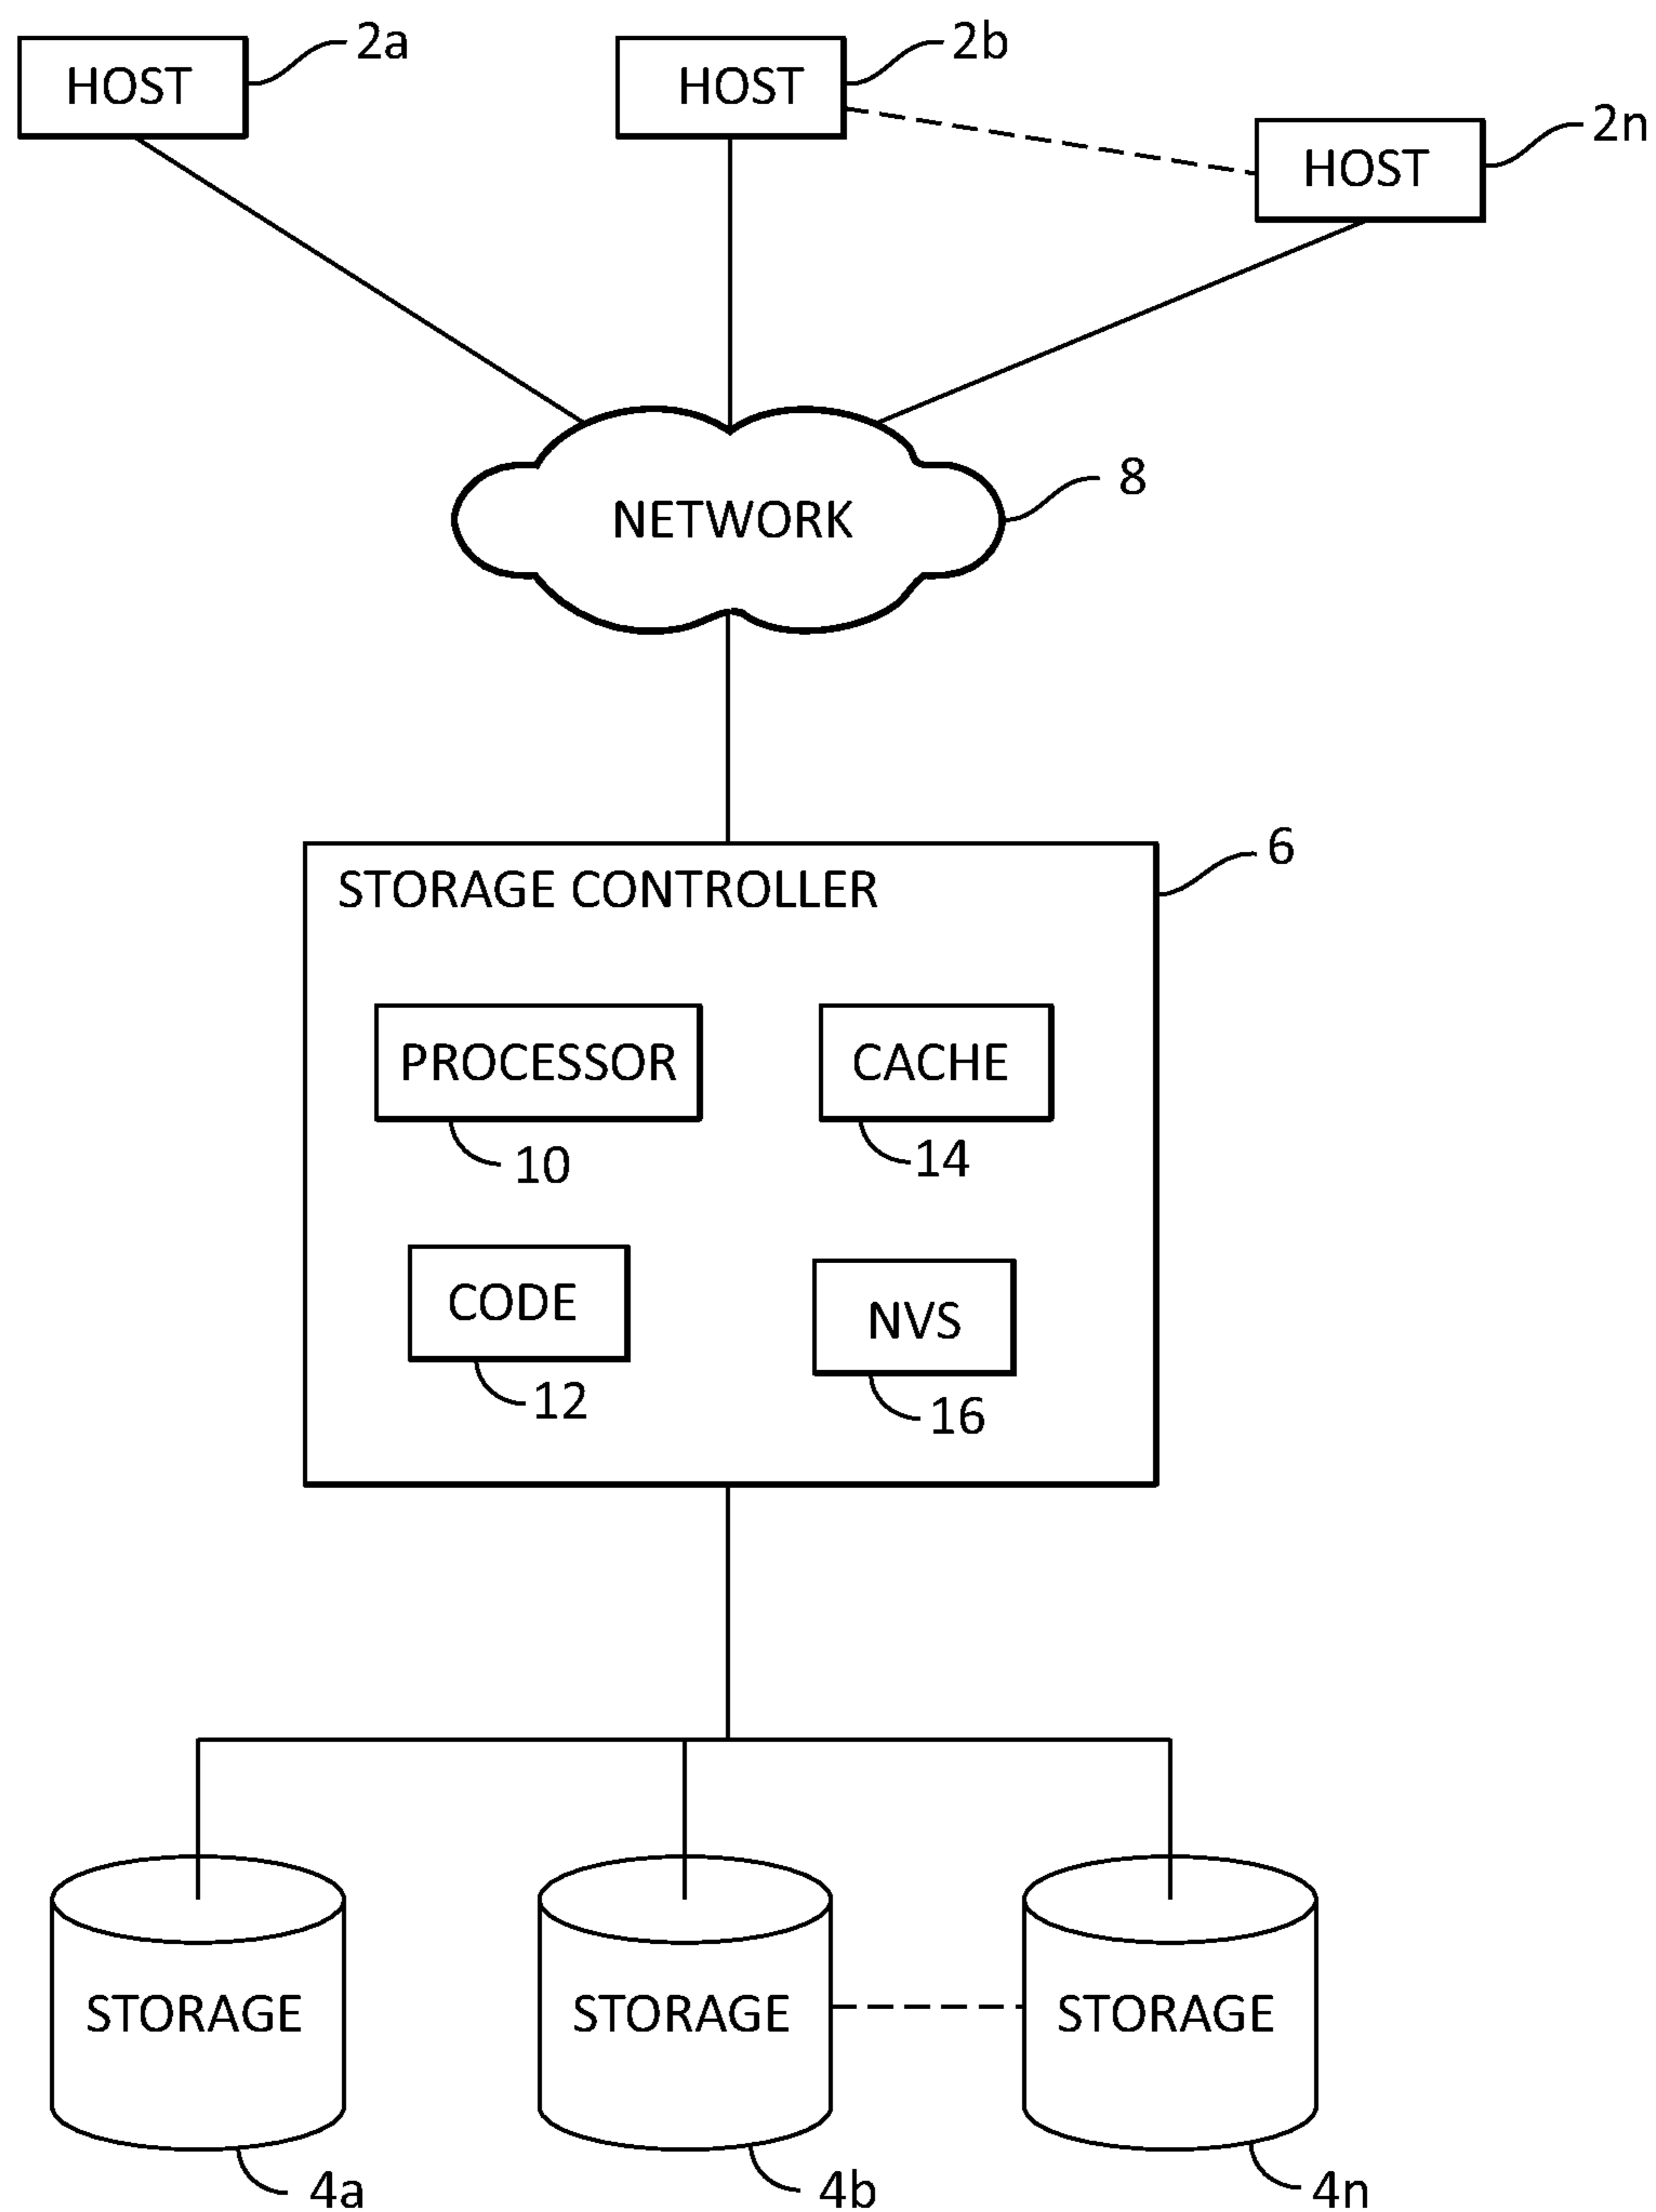 HOST
2a
HOST
2b
HOST
2n
NETWORK
8
STORAGE CONTROLLER
6
PROCESSOR
10
CACHE
14
CODE
12
NVS
16
STORAGE
4a
STORAGE
4b
STORAGE
4n